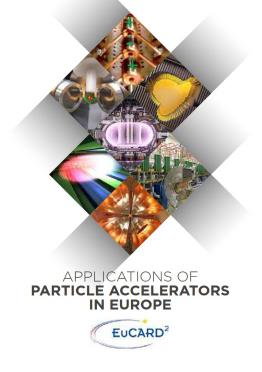 APPLICATIONS OF
PARTICLE ACCELERATORS
IN EUROPE
EuCARD²